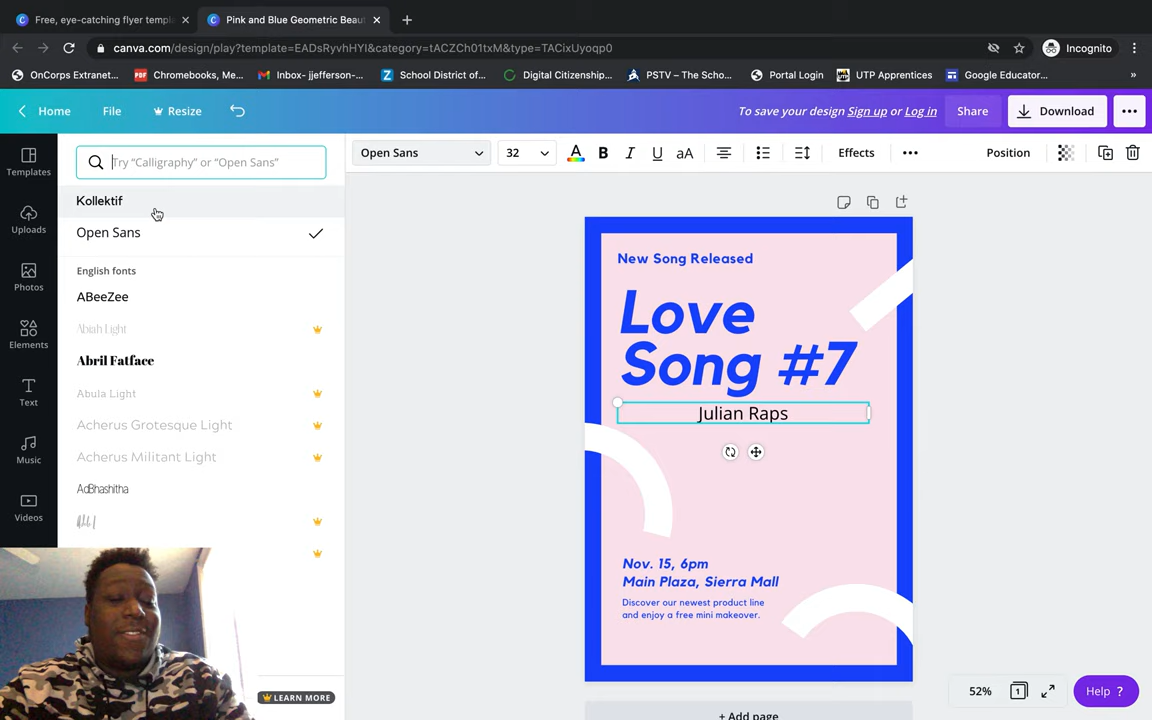 Free, eye-catching flyer templ
Pink and Blue Geometric Beau
canva.com/design/play?template=EADsRyvhHYI&category=tACZCh01txM&type=TACixUyoqp0
Incognito
OnCorps Extranet...
Chromebooks, Me...
Inbox- jjefferson-...
School District of...
Digital Citizenship...
PSTV – The Scho...
Portal Login
UTP Apprentices
Google Educator...
»
Home
File
Resize
To save your design Sign up or Log in
Share
Download
Templates
Uploads
Photos
Elements
Text
Music
Videos
Try “Calligraphy” or “Open Sans”
Kollektif
Open Sans
English fonts
ABeeZee
Abiah Light
Abril Fatface
Abula Light
Acherus Grotesque Light
Acherus Militant Light
AdBhashitha
LEARN MORE
Open Sans
32
A
B
I
U
aA
Effects
Position
New Song Released
Love
Song #7
Julian Raps
Nov. 15, 6pm
Main Plaza, Sierra Mall
Discover our newest product line
and enjoy a free mini makeover.
+ Add page
52%
1
Help ?